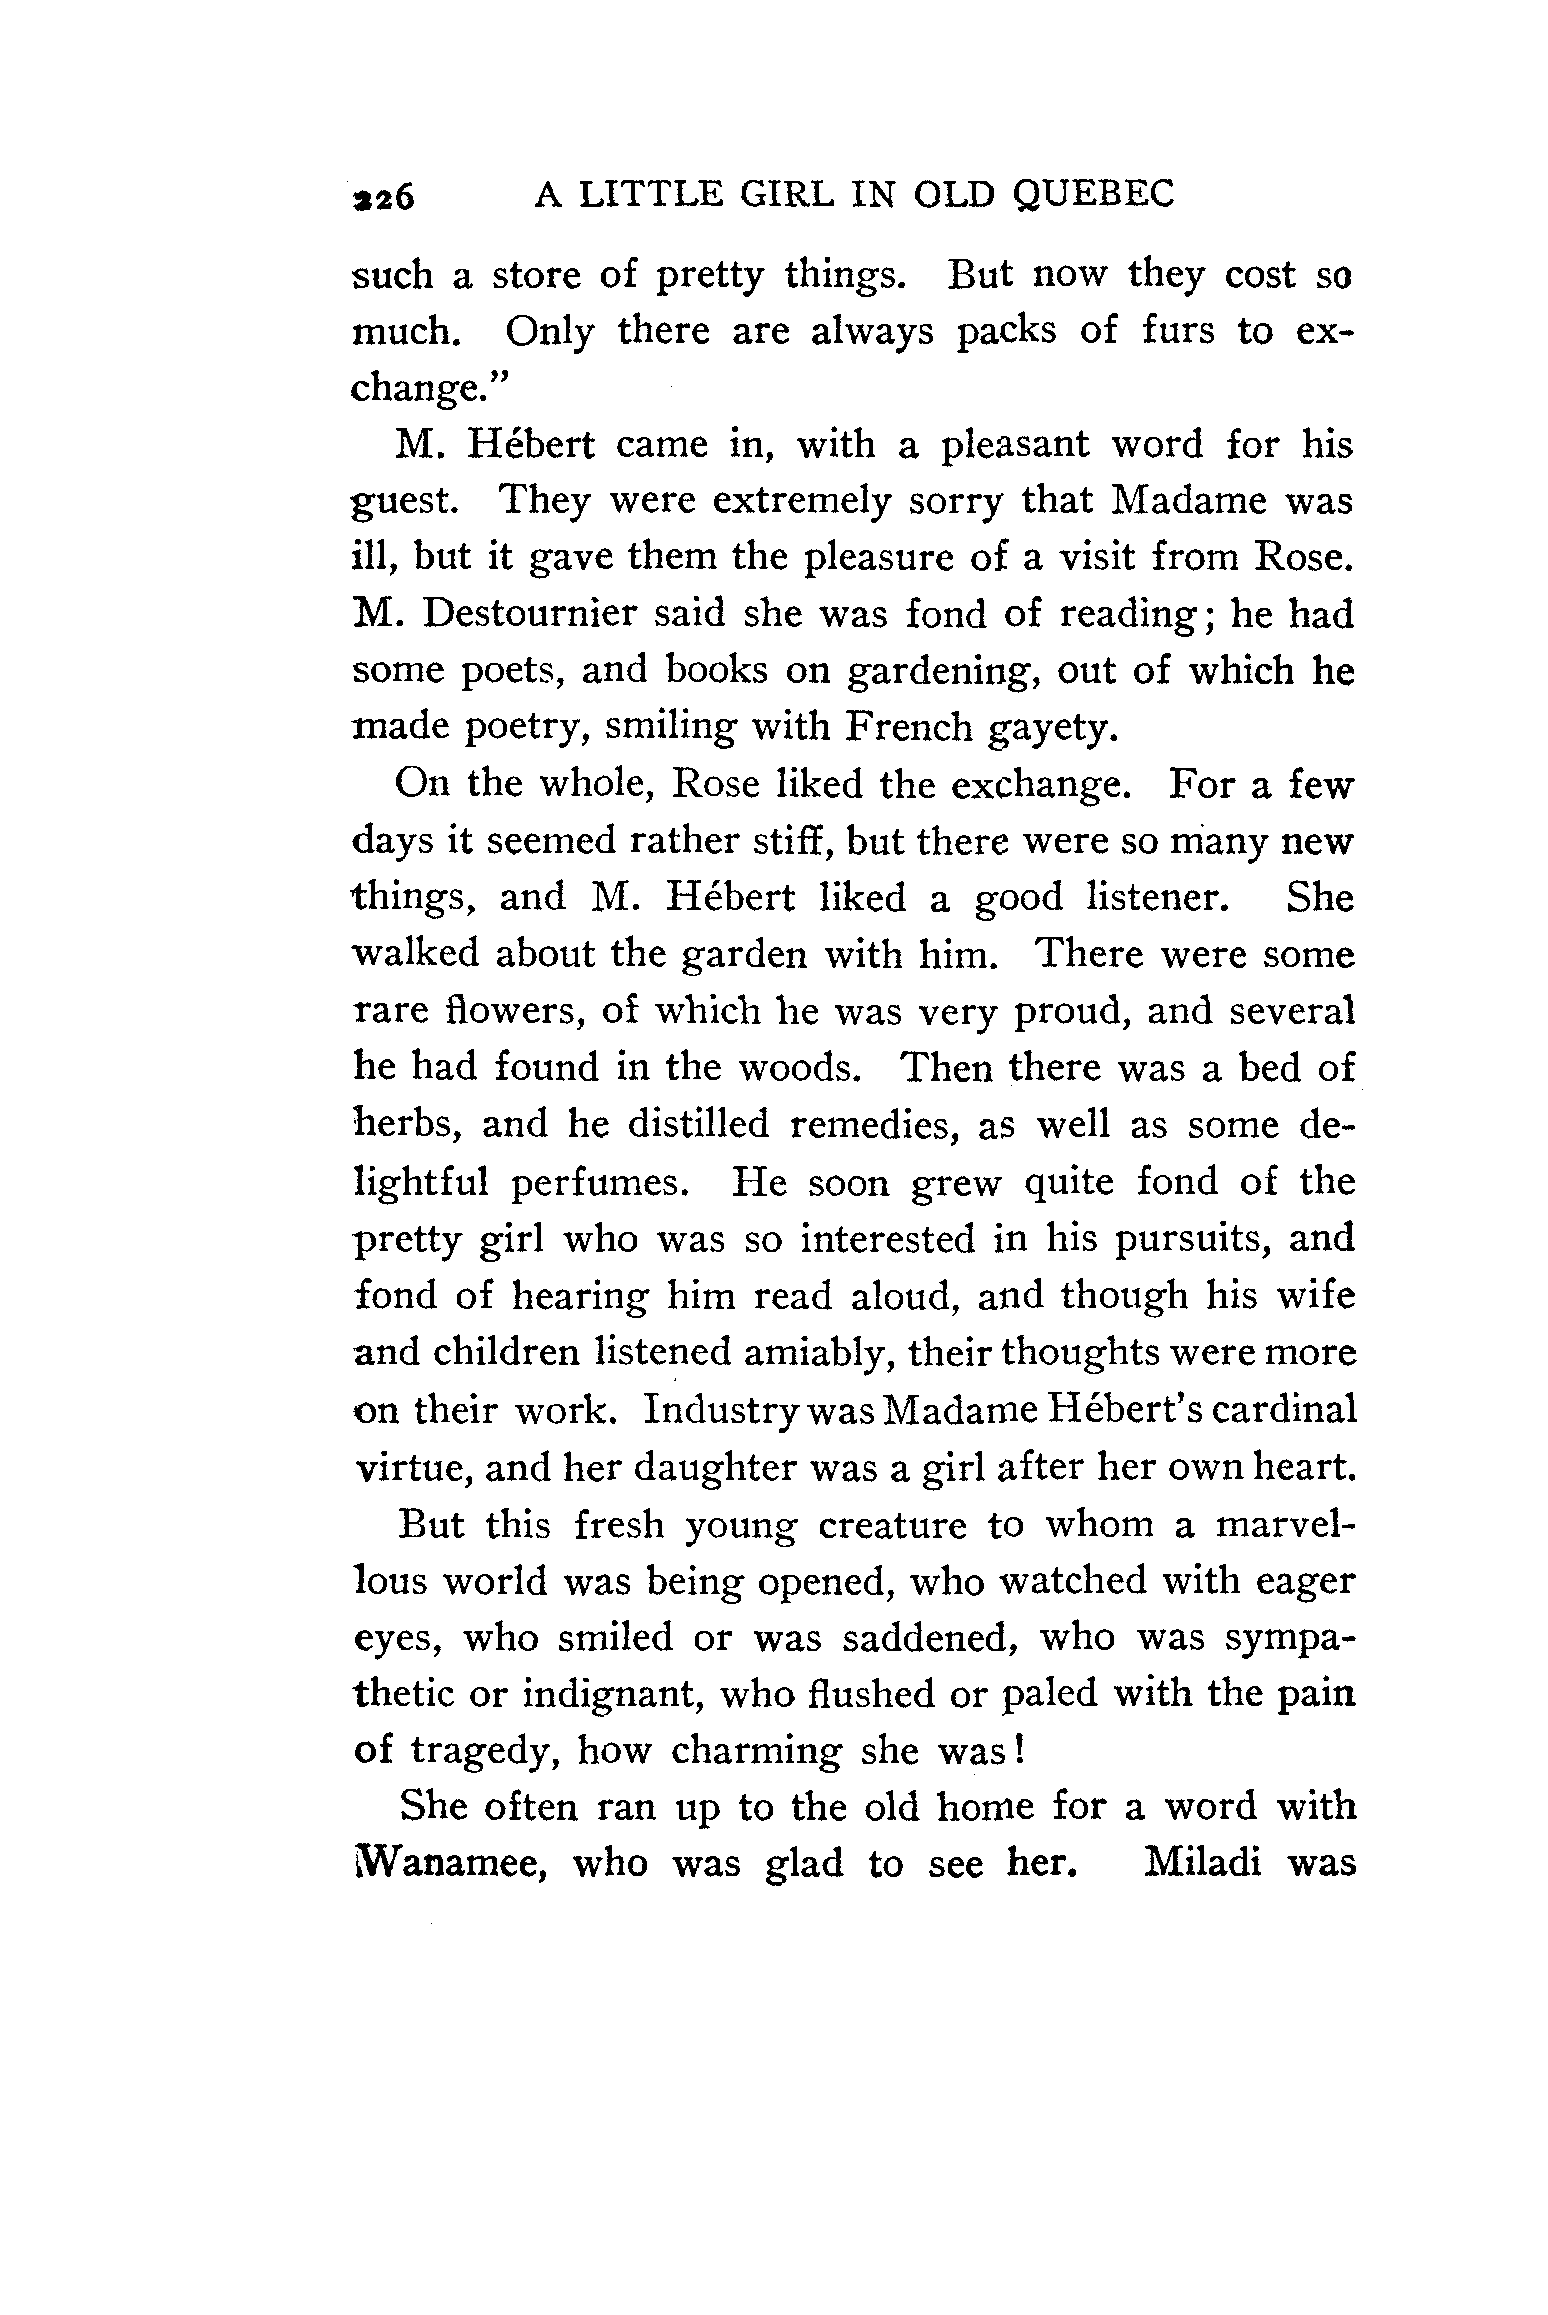 226 A LITTLE GIRL IN OLD QUEBEC
such a store of pretty things. But now they cost so
much. Only there are always packs of furs to ex-
change.”
M. Hébert came in, with a pleasant word for his
guest. They were extremely sorry that Madame was
ill, but it gave them the pleasure of a visit from Rose.
M. Destournier said she was fond of reading; he had
some poets, and books on gardening, out of which he
made poetry, smiling with French gayety.
On the whole, Rose liked the exchange. For a few
days it seemed rather stiff, but there were so many new
things, and M. Hébert liked a good listener. She
walked about the garden with him. There were some
rare flowers, of which he was very proud, and several
he had found in the woods. Then there was a bed of
herbs, and he distilled remedies, as well as some de-
lightful perfumes. He soon grew quite fond of the
pretty girl who was so interested in his pursuits, and
fond of hearing him read aloud, and though his wife
and children listened amiably, their thoughts were more
on their work. Industry was Madame Hébert’s cardinal
virtue, and her daughter was a girl after her own heart.
But this fresh young creature to whom a marvel-
lous world was being opened, who watched with eager
eyes, who smiled or was saddened, who was sympa-
thetic or indignant, who flushed or paled with the pain
of tragedy, how charming she was!
She often ran up to the old home for a word with
Wanamee, who was glad to see her. Miladi was